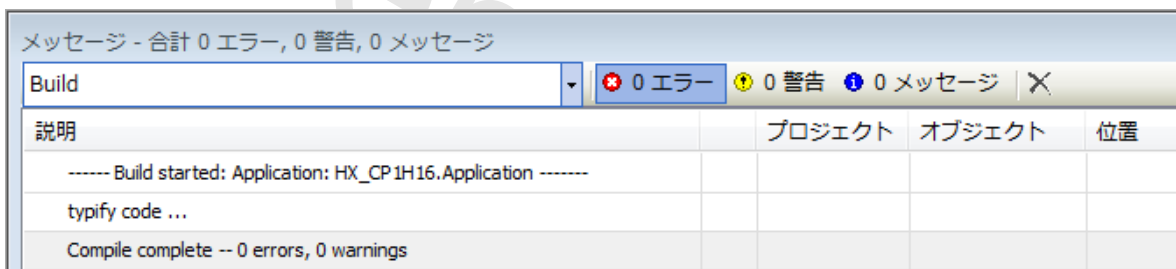 メッセージ - 合計 0 エラー, 0 警告, 0 メッセージ
Build 0 エラー 0 警告 0 メッセージ
説明 プロジェクト オブジェクト 位置
------ Build started: Application: HX_CP1H16.Application -------
typify code ...
Compile complete -- 0 errors, 0 warnings